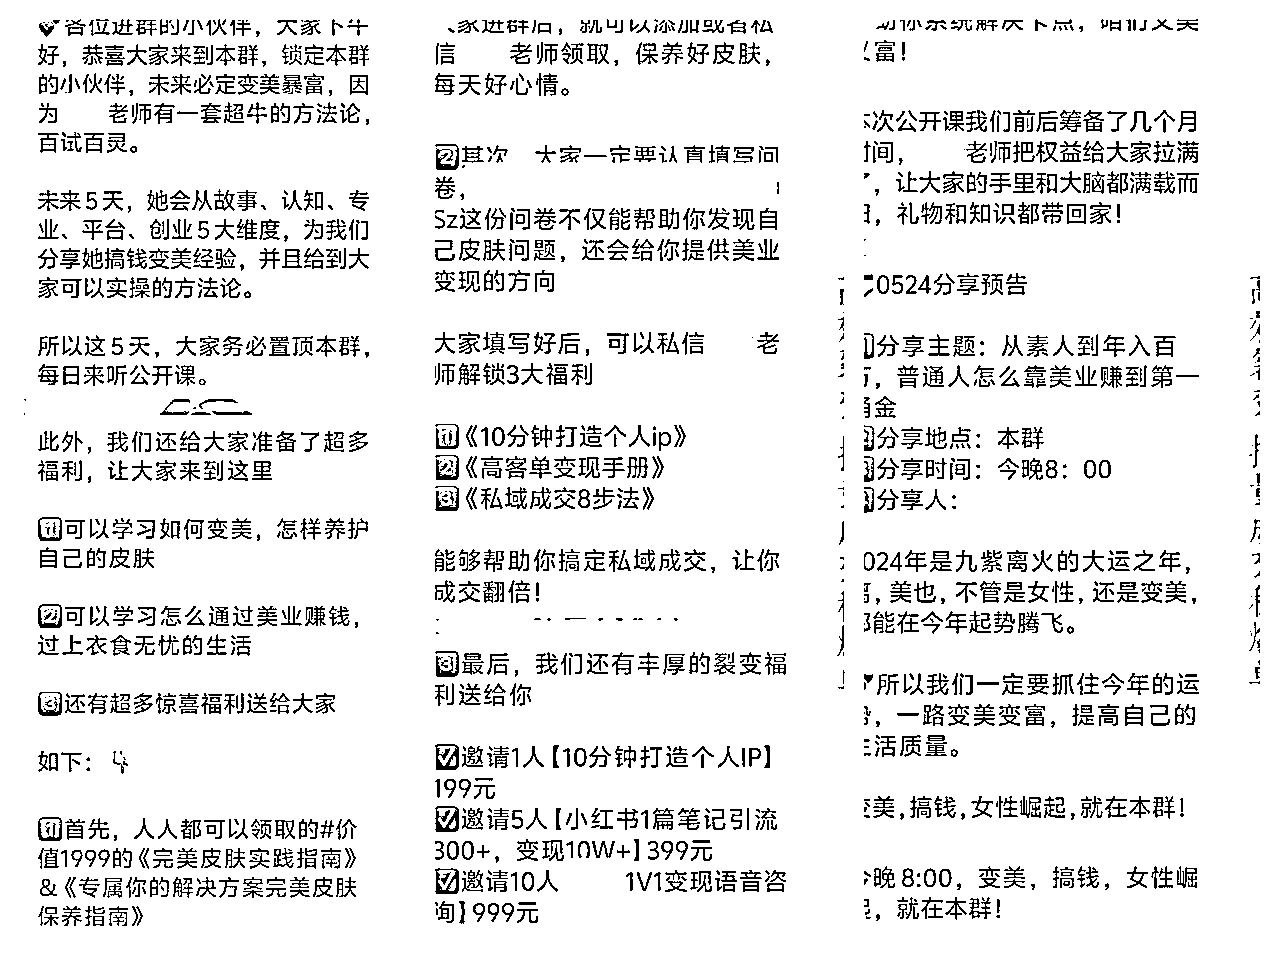 各位进群的小伙伴，大家下午
好，恭喜大家来到本群，锁定本群
的小伙伴，未来必定变美暴富，因
为 老师有一套超牛的方法论，
百试百灵。
未来5天，她会从故事、认知、专
业、平台、创业5大维度，为我们
分享她搞钱变美经验，并且给到大
家可以实操的方法论。
所以这5天，大家务必置顶本群，
每日来听公开课。
此外，我们还给大家准备了超多
福利，让大家来到这里
1可以学习如何变美，怎样养护
自己的皮肤
2可以学习怎么通过美业赚钱，
过上衣食无忧的生活
3还有超多惊喜福利送给大家
如下：
1首先，人人都可以领取的#价
值1999的《完美皮肤实践指南》
&《专属你的解决方案完美皮肤
保养指南》
家进群后，就可以添加或者私
信 老师领取，保养好皮肤，
每天好心情。
2其次 大家一定要认真填写问
卷，
Sz这份问卷不仅能帮助你发现自
己皮肤问题，还会给你提供美业
变现的方向
大家填写好后，可以私信 老
师解锁3大福利
1《10分钟打造个人ip》
2《高客单变现手册》
3《私域成交8步法》
能够帮助你搞定私域成交，让你
成交翻倍！
3最后，我们还有丰厚的裂变福
利送给你
✅邀请1人【10分钟打造个人IP】
199元
✅邀请5人【小红书1篇笔记引流
300+，变现10W+】399元
✅邀请10人 1V1变现语音咨
询】999元
助你系统解决卡点，咱们变美
富！
次公开课我们前后筹备了几个月
时间， 老师把权益给大家拉满
，让大家的手里和大脑都满载而
，礼物和知识都带回家！
0524分享预告
分享主题：从素人到年入百
万，普通人怎么靠美业赚到第一
桶金
分享地点：本群
分享时间：今晚8：00
分享人：
024年是九紫离火的大运之年，
离，美也，不管是女性，还是变美，
都能在今年起势腾飞。
所以我们一定要抓住今年的运
势，一路变美变富，提高自己的
生活质量。
变美，搞钱，女性崛起，就在本群！
今晚8:00，变美，搞钱，女性崛
起，就在本群！